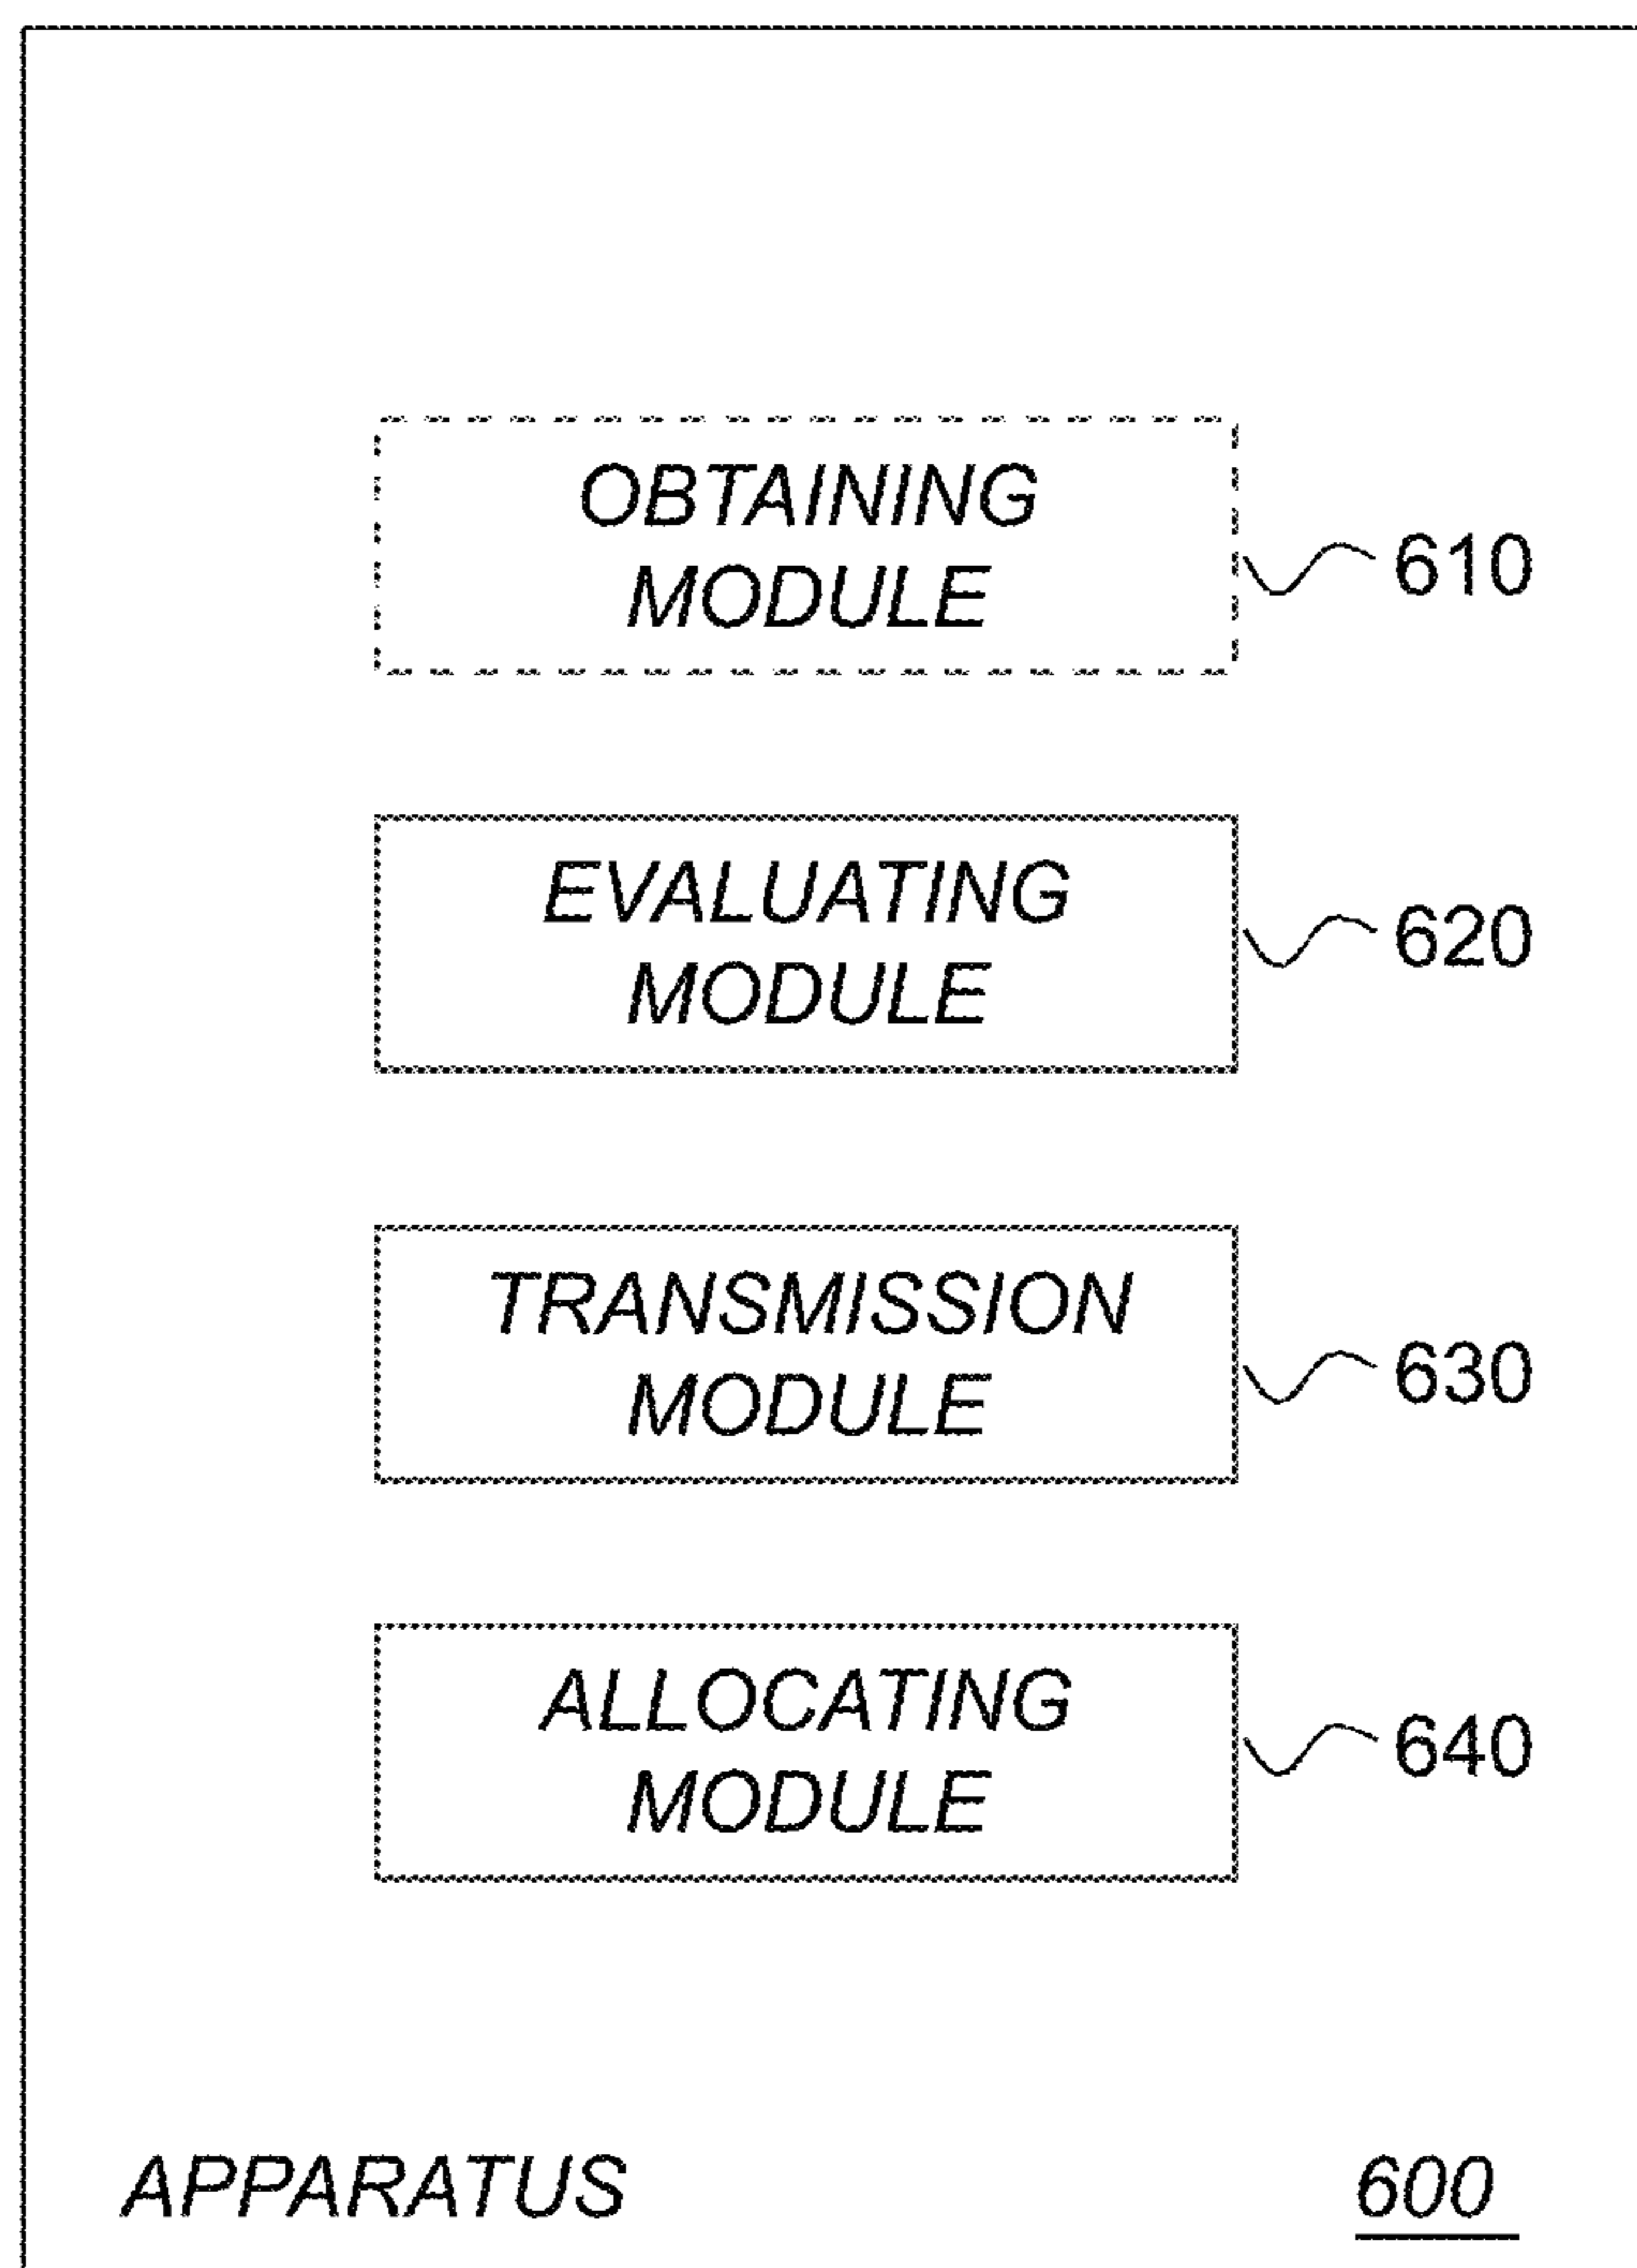 OBTAINING
MODULE
610
EVALUATING
MODULE
620
TRANSMISSION
MODULE
630
ALLOCATING
MODULE
640
APPARATUS
600